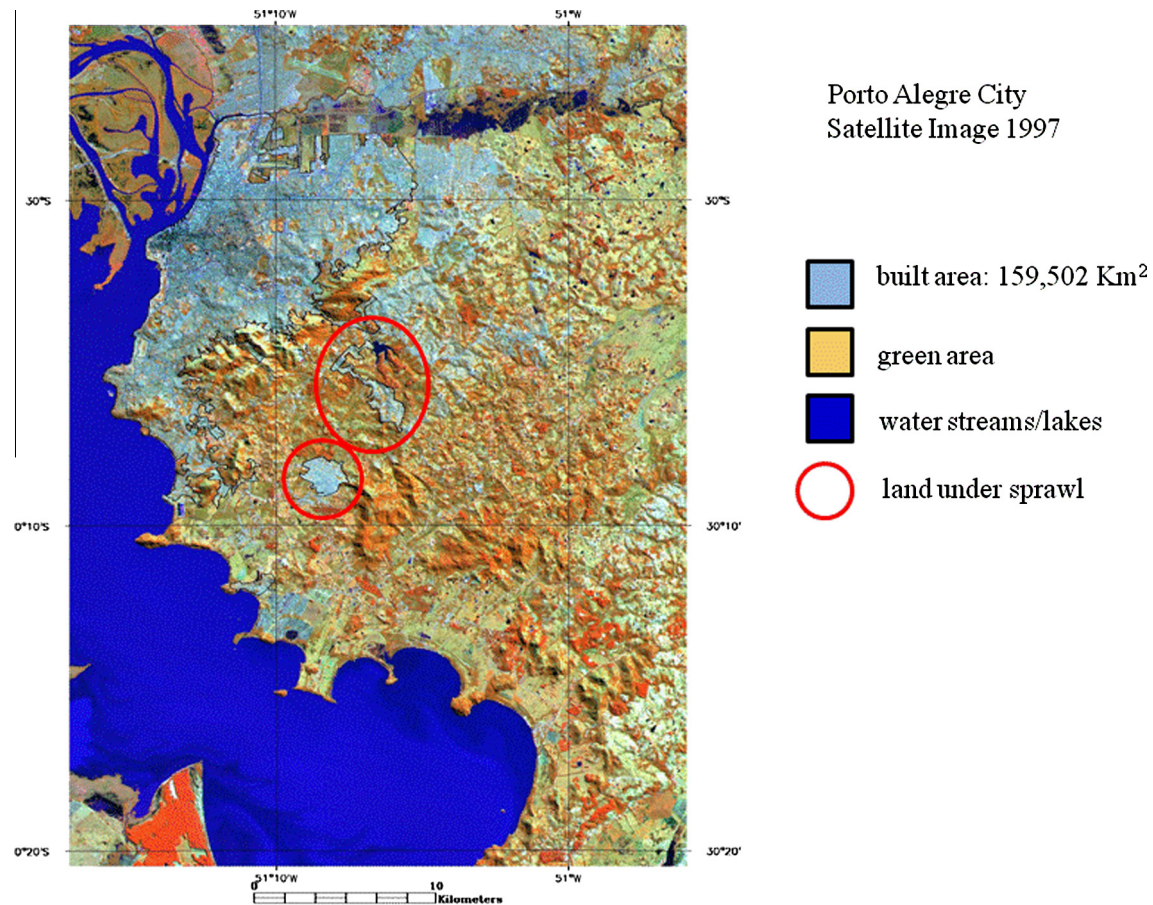 51°10'W 51°W
Porto Alegre City
Satellite Image 1997
30°S 30°S
built area: 159,502 Km²
green area
water streams/lakes
land under sprawl
0°10'S 30°10'
0°20'S 30°20'
51°10'W 51°W
0 10
Kilometers